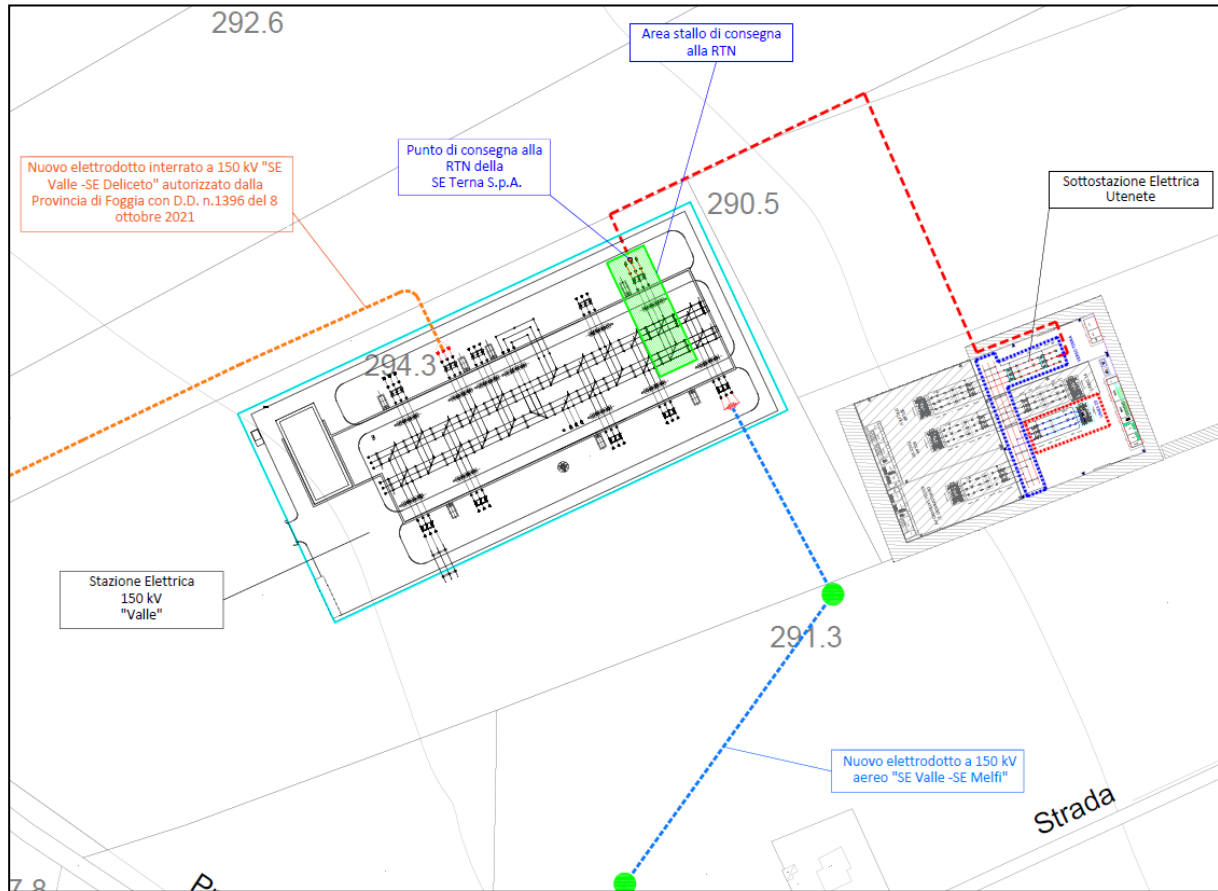 292.6
Area stallo di consegna
alla RTN
Nuovo elettrodotto interrato a 150 kV "SE
Valle -SE Deliceto" autorizzato dalla
Provincia di Foggia con D.D. n.1396 del 8
ottobre 2021
Punto di consegna alla
RTN della
SE Terna S.p.A.
Sottostazione Elettrica
Utenete
290.5
294.3
Stazione Elettrica
150 kV
"Valle"
291.3
Nuovo elettrodotto a 150 kV
aereo "SE Valle -SE Melfi"
Strada
7.8